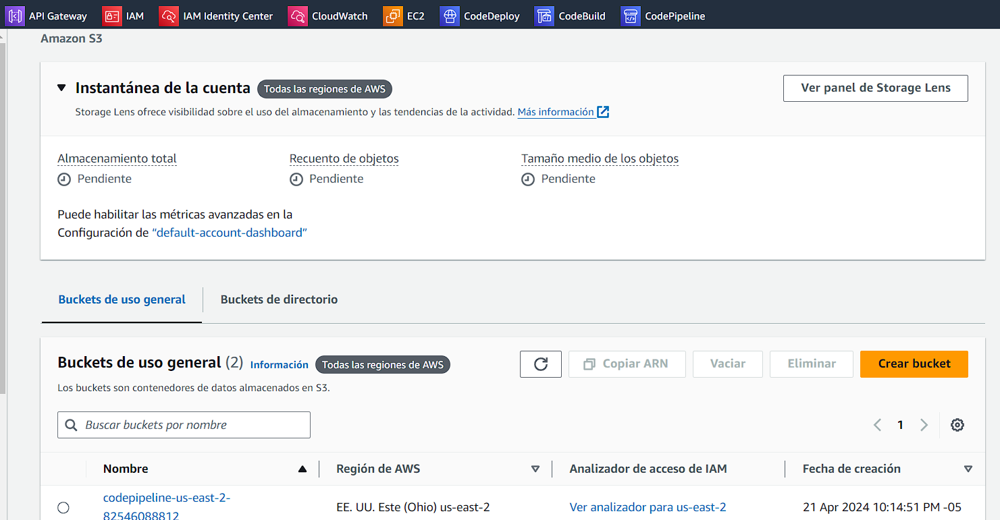 API Gateway IAM IAM Identity Center CloudWatch EC2 CodeDeploy CodeBuild CodePipeline
Amazon S3
Instantánea de la cuenta Todas las regiones de AWS Ver panel de Storage Lens
Storage Lens ofrece visibilidad sobre el uso del almacenamiento y las tendencias de la actividad. Más información
Almacenamiento total Recuento de objetos Tamaño medio de los objetos
Pendiente Pendiente Pendiente
Puede habilitar las métricas avanzadas en la
Configuración de “default-account-dashboard”
Buckets de uso general Buckets de directorio
Buckets de uso general (2) Información Todas las regiones de AWS Copiar ARN Vaciar Eliminar Crear bucket
Los buckets son contenedores de datos almacenados en S3.
Buscar buckets por nombre 1
Nombre Región de AWS Analizador de acceso de IAM Fecha de creación
codepipeline-us-east-2-
82546088812 EE. UU. Este (Ohio) us-east-2 Ver analizador para us-east-2 21 Apr 2024 10:14:51 PM -05